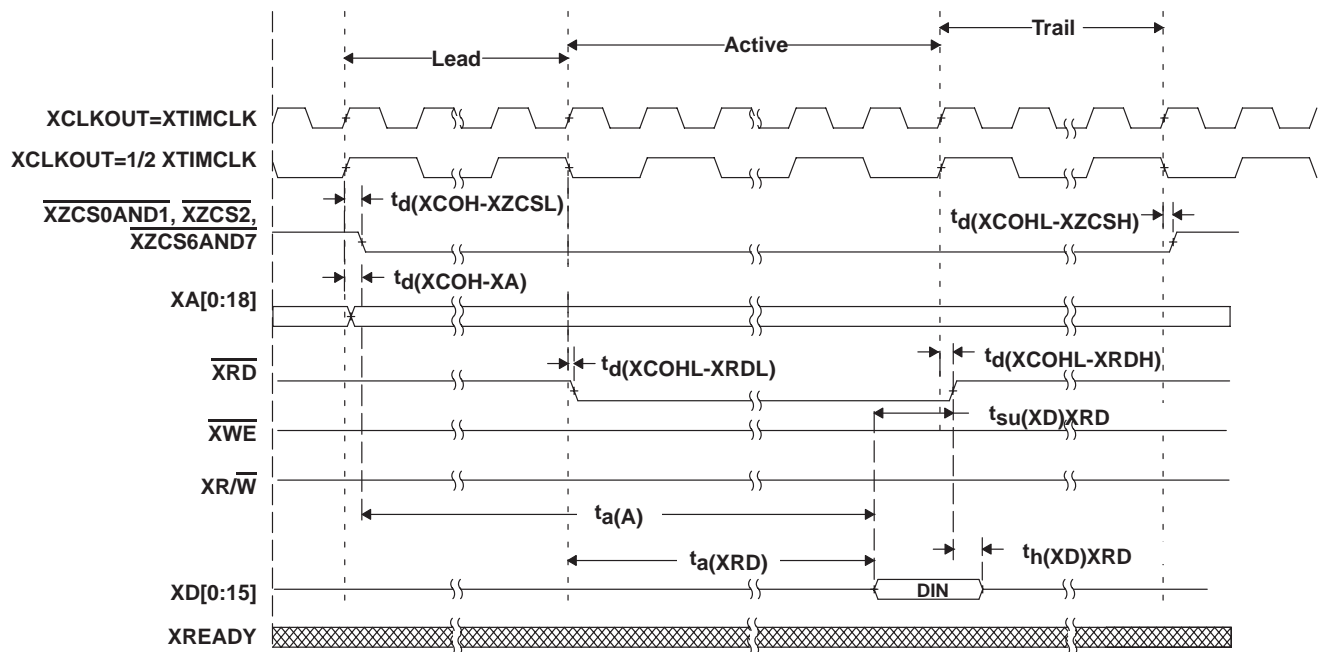 Trail
Active
Lead
XCLKOUT=XTIMCLK
XCLKOUT=1/2 XTIMCLK
td(XCOH-XZCSL)
XZCS0AND1, XZCS2,
XZCS6AND7
td(XCOHL-XZCSH)
td(XCOH-XA)
XA[0:18]
XRD
td(XCOHL-XRDL)
td(XCOHL-XRDH)
tsu(XD)XRD
XWE
XR/W
ta(A)
ta(XRD)
th(XD)XRD
XD[0:15]
DIN
XREADY